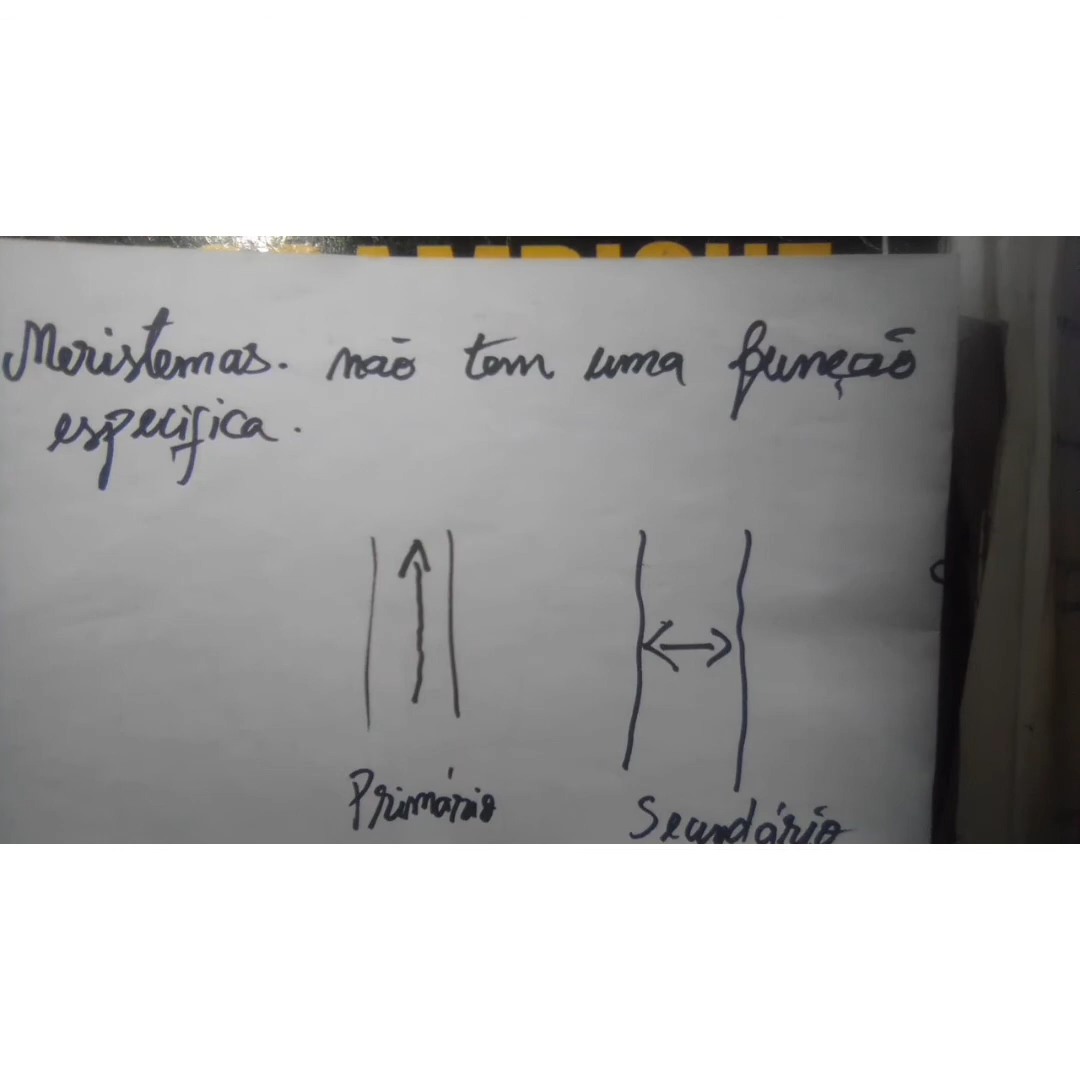 Meristemas. não tem uma função
especifica.
Primário
Secundário